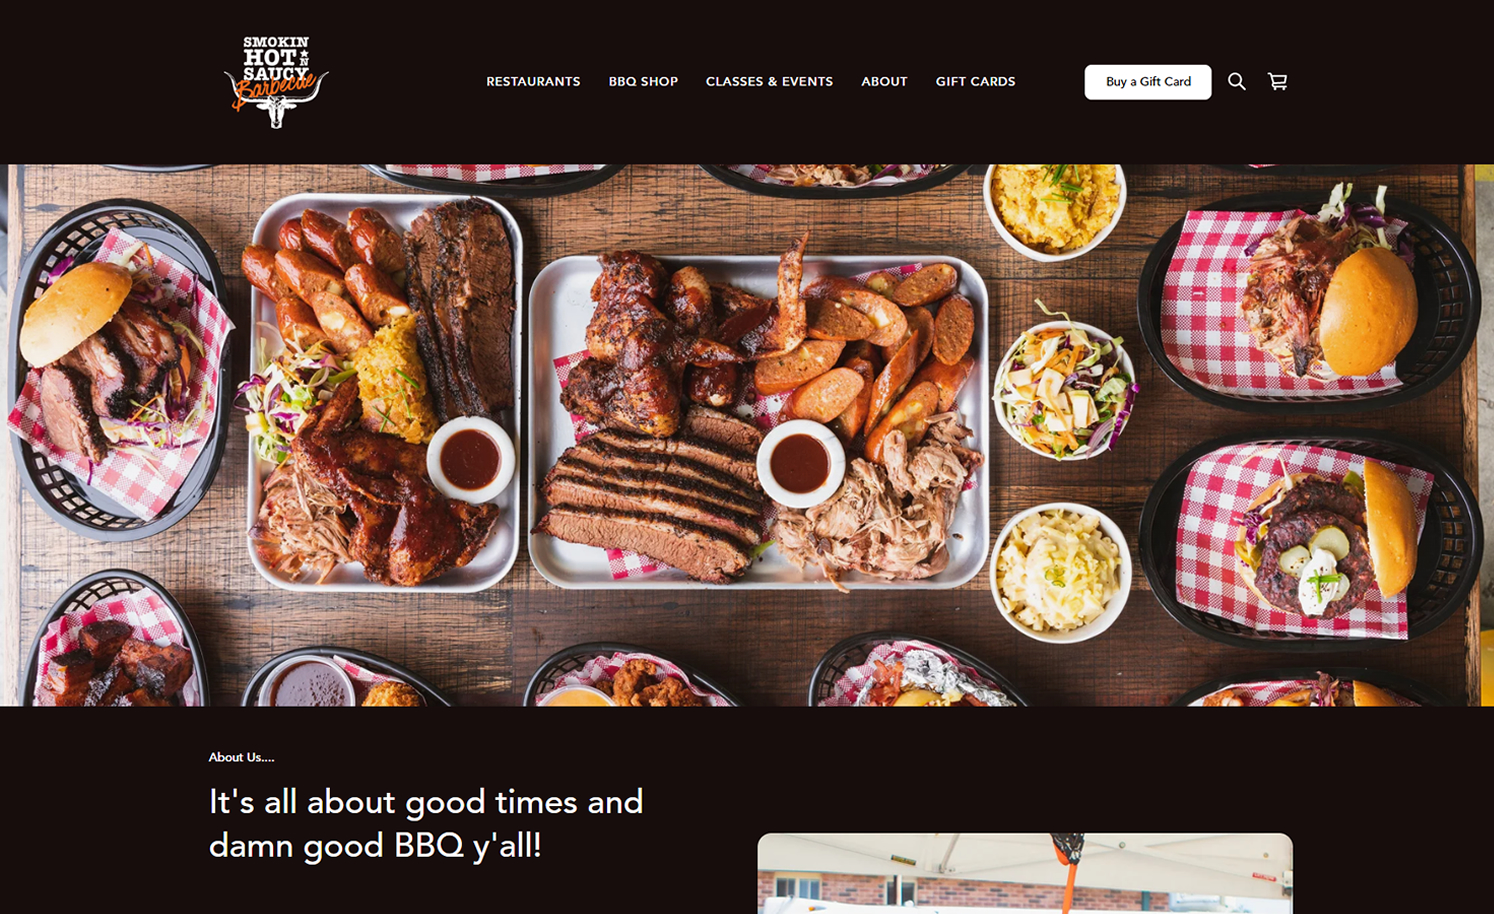 SMOKIN
HOT N
SAUCY
Barbecue
RESTAURANTS
BBQ SHOP
CLASSES & EVENTS
ABOUT
GIFT CARDS
Buy a Gift Card
About Us....
It's all about good times and
damn good BBQ y'all!